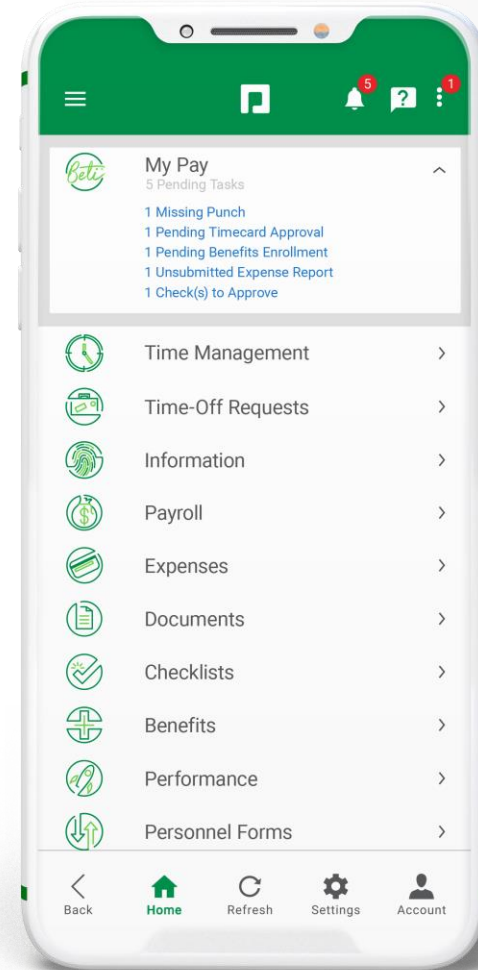 5
?
1
Beti
My Pay
5 Pending Tasks
1 Missing Punch
1 Pending Timecard Approval
1 Pending Benefits Enrollment
1 Unsubmitted Expense Report
1 Check(s) to Approve
Time Management
Time-Off Requests
Information
$
Payroll
Expenses
Documents
Checklists
Benefits
Performance
Personnel Forms
Back
Home
Refresh
Settings
Account